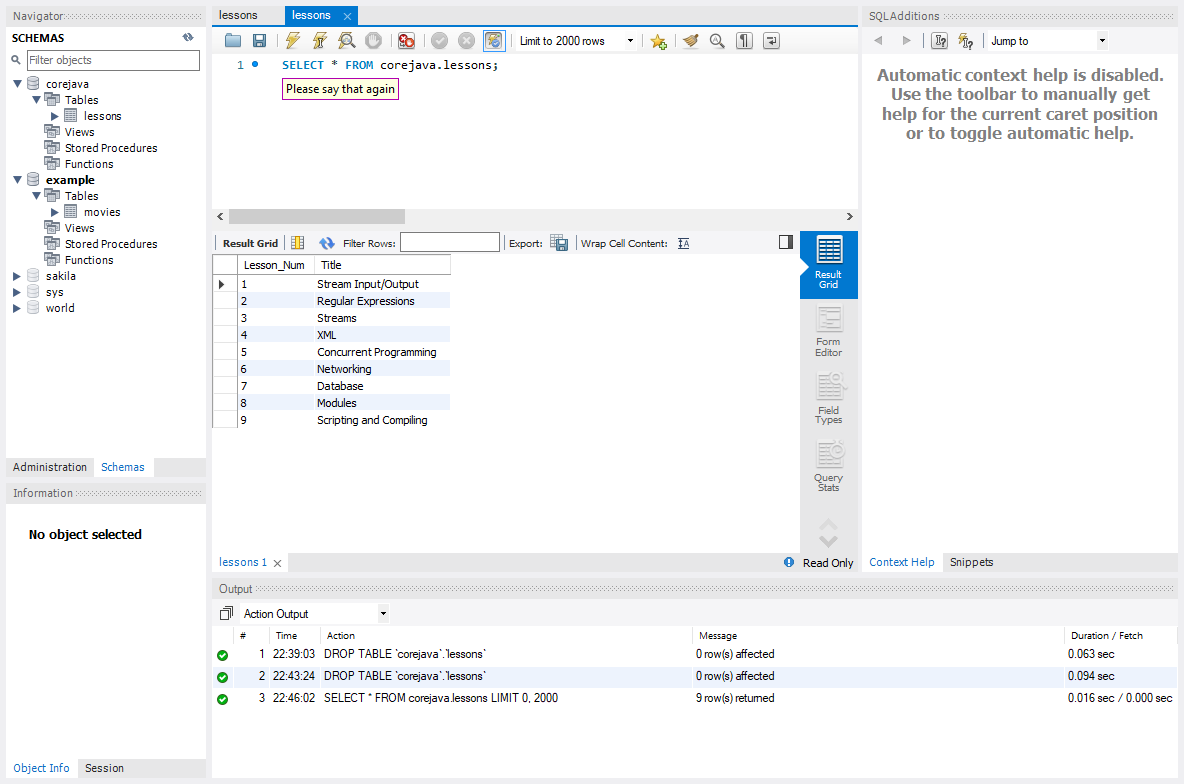 Navigator
SCHEMAS
Filter objects
corejava
Tables
lessons
Views
Stored Procedures
Functions
example
Tables
movies
Views
Stored Procedures
Functions
sakila
sys
world
Administration Schemas
Information
No object selected
Object Info Session
lessons lessons
Limit to 2000 rows
1 SELECT * FROM corejava.lessons;
Please say that again
Result Grid Filter Rows: Export: Wrap Cell Content: IA
Lesson_Num Title
1 Stream Input/Output
2 Regular Expressions
3 Streams
4 XML
5 Concurrent Programming
6 Networking
7 Database
8 Modules
9 Scripting and Compiling
Result
Grid
Form
Editor
Field
Types
Query
Stats
lessons 1 Read Only
SQLAdditions
Jump to
Automatic context help is disabled.
Use the toolbar to manually get
help for the current caret position
or to toggle automatic help.
Context Help Snippets
Output
Action Output
# Time Action Message Duration / Fetch
1 22:39:03 DROP TABLE `corejava`.`lessons` 0 row(s) affected 0.063 sec
2 22:43:24 DROP TABLE `corejava`.`lessons` 0 row(s) affected 0.094 sec
3 22:46:02 SELECT * FROM corejava.lessons LIMIT 0, 2000 9 row(s) returned 0.016 sec / 0.000 sec